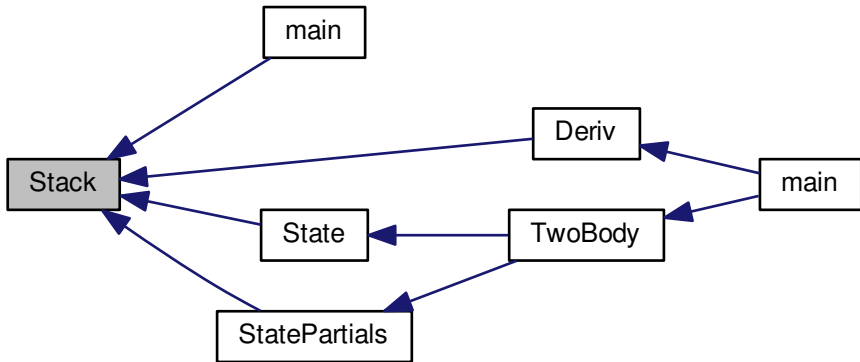 main
Deriv
Stack
main
State
TwoBody
StatePartials